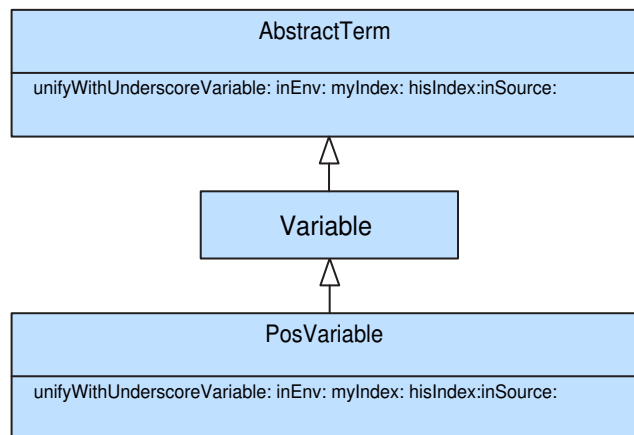 AbstractTerm
unifyWithUnderscoreVariable: inEnv: myIndex: hisIndex:inSource:
Variable
PosVariable
unifyWithUnderscoreVariable: inEnv: myIndex: hisIndex:inSource: